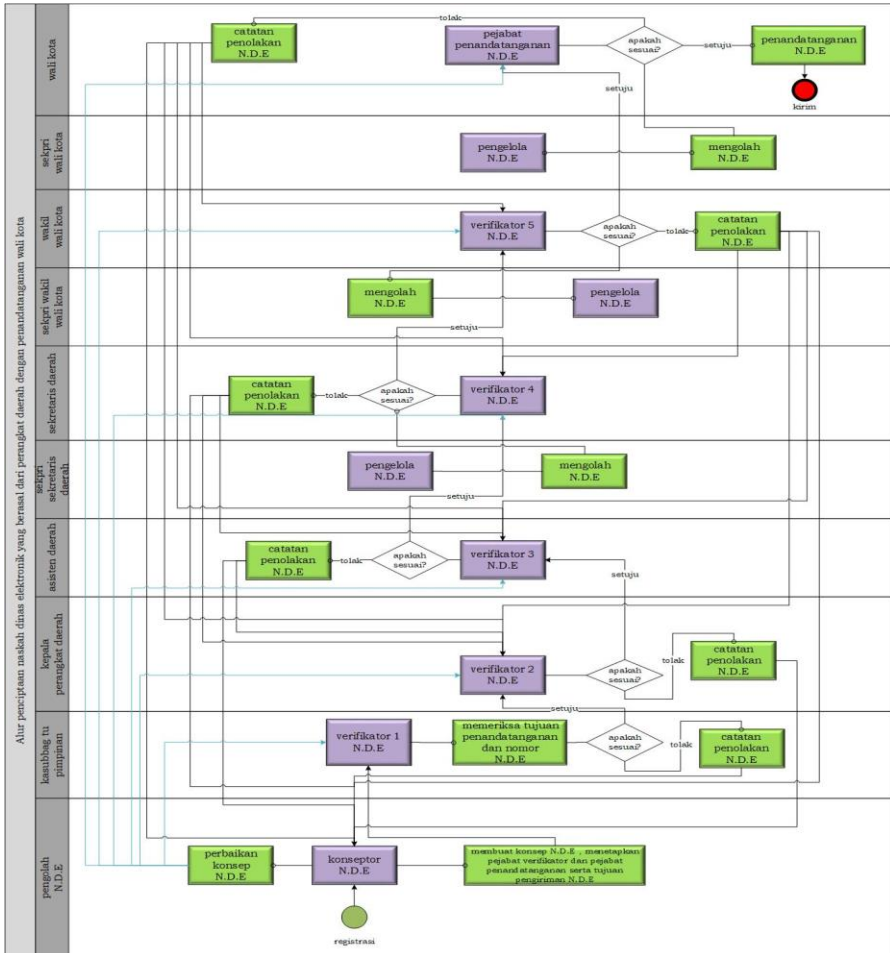 Alur penciptaan naskah dinas elektronik yang berasal dari perangkat daerah dengan penandatanganan wali kota
wali kota
catatan
penolakan
N.D.E
tolak
pejabat
penandatanganan
N.D.E
apakah
sesuai?
setuju
penandatanganan
N.D.E
kirim
setuju
sekpri
wali kota
pengelola
N.D.E
mengolah
N.D.E
wakil
wali kota
verifikator 5
N.D.E
apakah
sesuai?
tolak
catatan
penolakan
N.D.E
sekpri wakil
wali kota
mengolah
N.D.E
pengelola
N.D.E
setuju
sekretaris daerah
catatan
penolakan
N.D.E
tolak
apakah
sesuai?
verifikator 4
N.D.E
sekpri
sekretaris
daerah
pengelola
N.D.E
mengolah
N.D.E
setuju
asisten daerah
catatan
penolakan
N.D.E
tolak
apakah
sesuai?
verifikator 3
N.D.E
setuju
kepala
perangkat daerah
verifikator 2
N.D.E
apakah
sesuai?
tolak
catatan
penolakan
N.D.E
setuju
kasubbag tu
pimpinan
verifikator 1
N.D.E
memeriksa tujuan
penandatanganan
dan nomor
N.D.E
apakah
sesuai?
tolak
catatan
penolakan
N.D.E
pengolah
N.D.E
perbaikan
konsep
N.D.E
konseptor
N.D.E
membuat konsep N.D.E , menetapkan
pejabat verifikator dan pejabat
penandatanganan serta tujuan
pengiriman N.D.E
registrasi